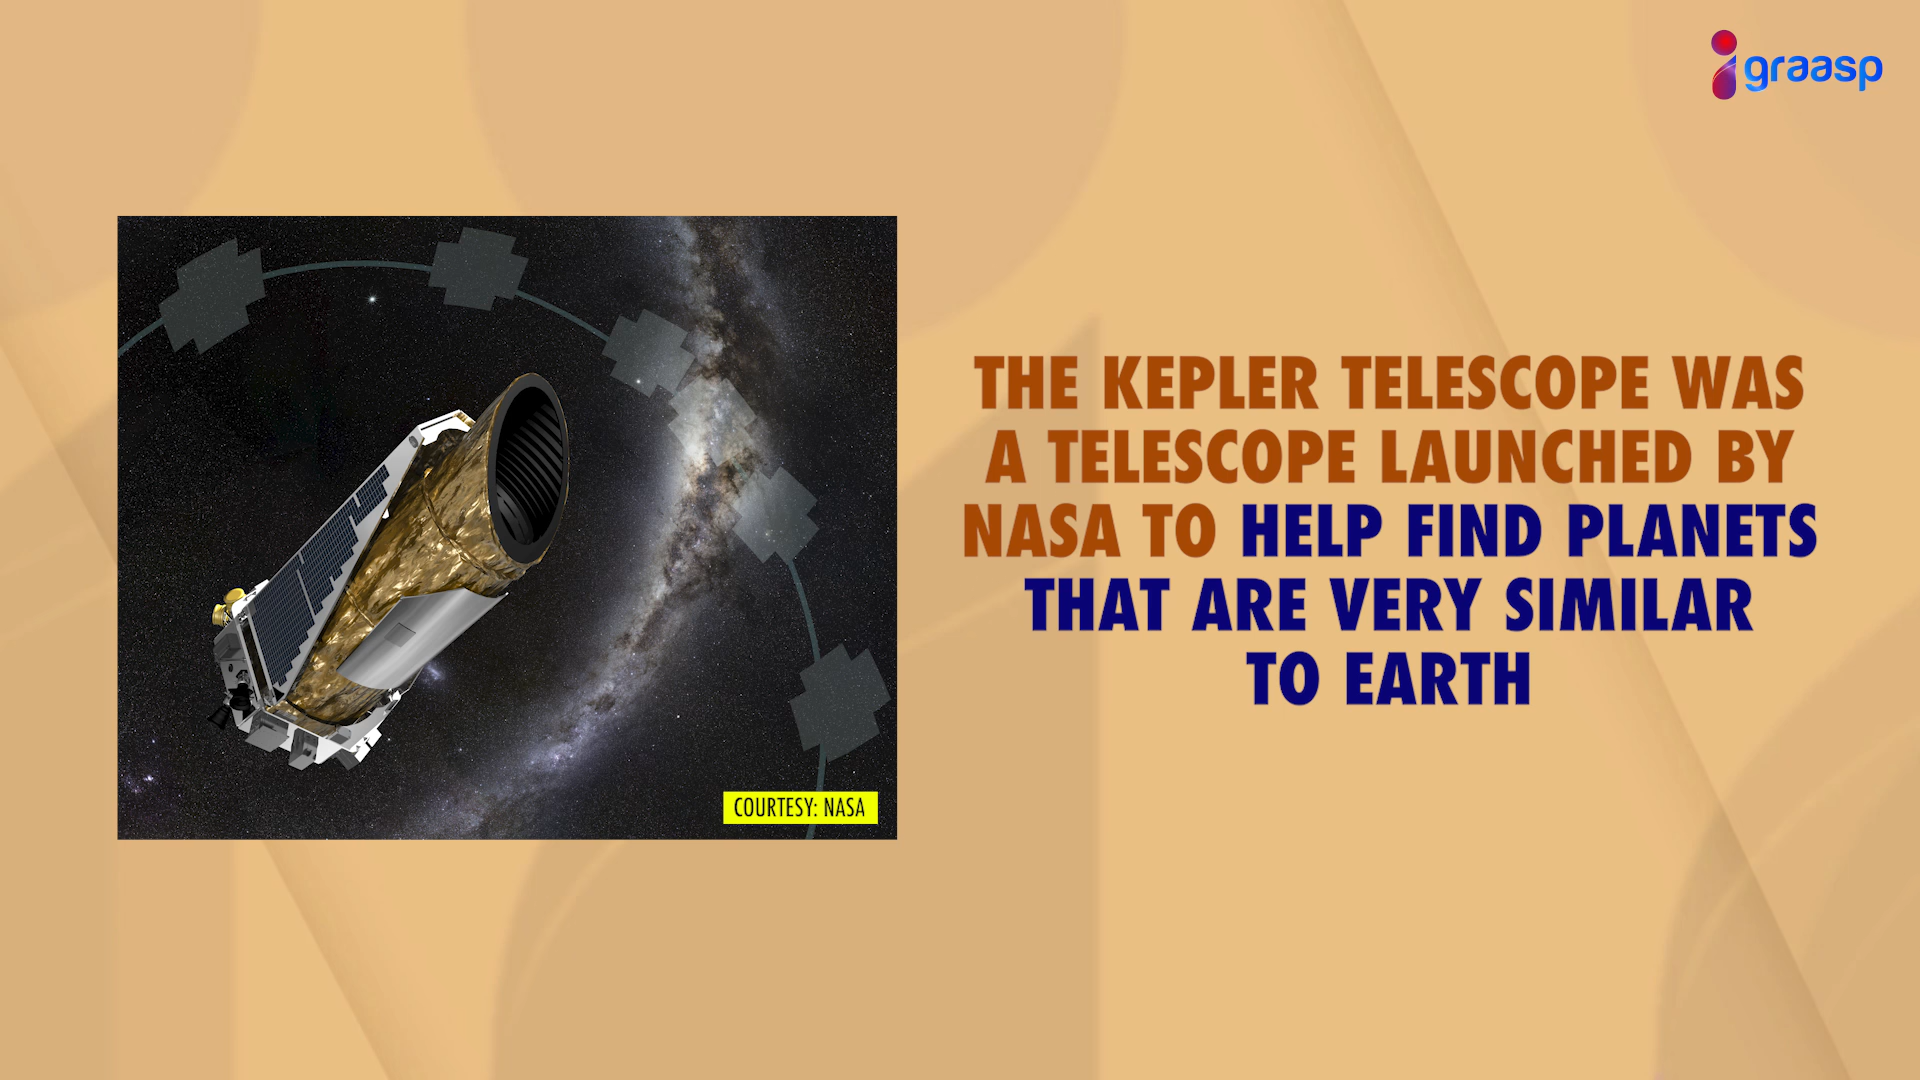 graasp
THE KEPLER TELESCOPE WAS
A TELESCOPE LAUNCHED BY
NASA TO HELP FIND PLANETS
THAT ARE VERY SIMILAR
TO EARTH
COURTESY: NASA